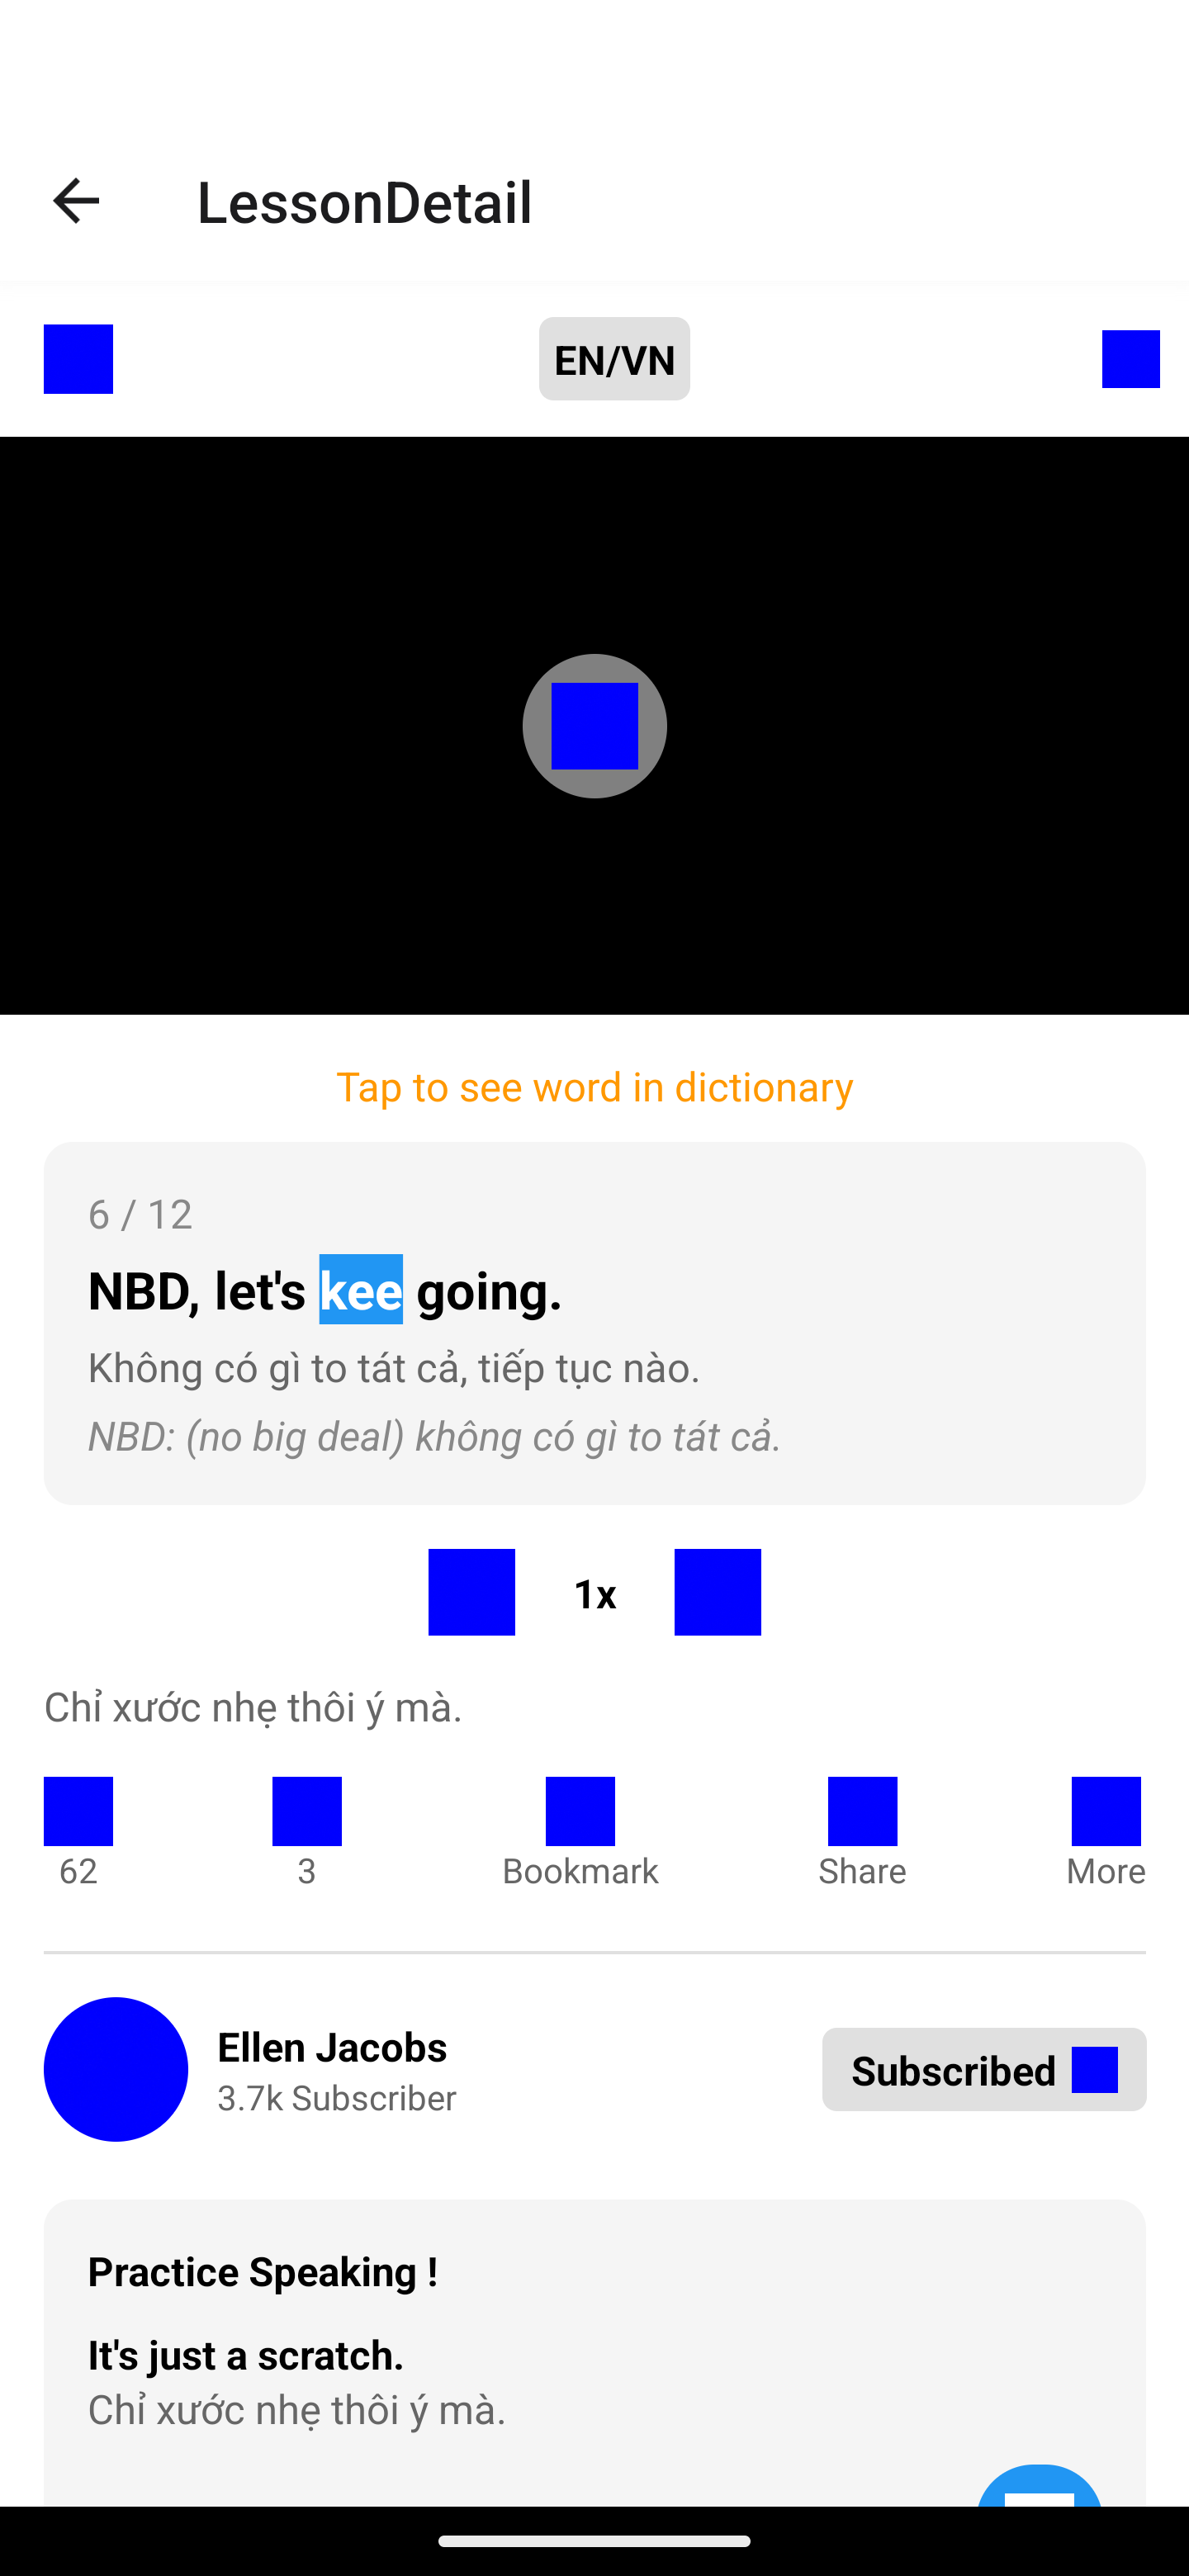 LessonDetail
EN/VN
Tap to see word in dictionary
6 / 12
NBD, let's kee going.
Không có gì to tát cả, tiếp tục nào.
NBD: (no big deal) không có gì to tát cả.
1x
Chỉ xước nhẹ thôi ý mà.
62
3
Bookmark
Share
More
Ellen Jacobs
3.7k Subscriber
Subscribed
Practice Speaking !
It's just a scratch.
Chỉ xước nhẹ thôi ý mà.